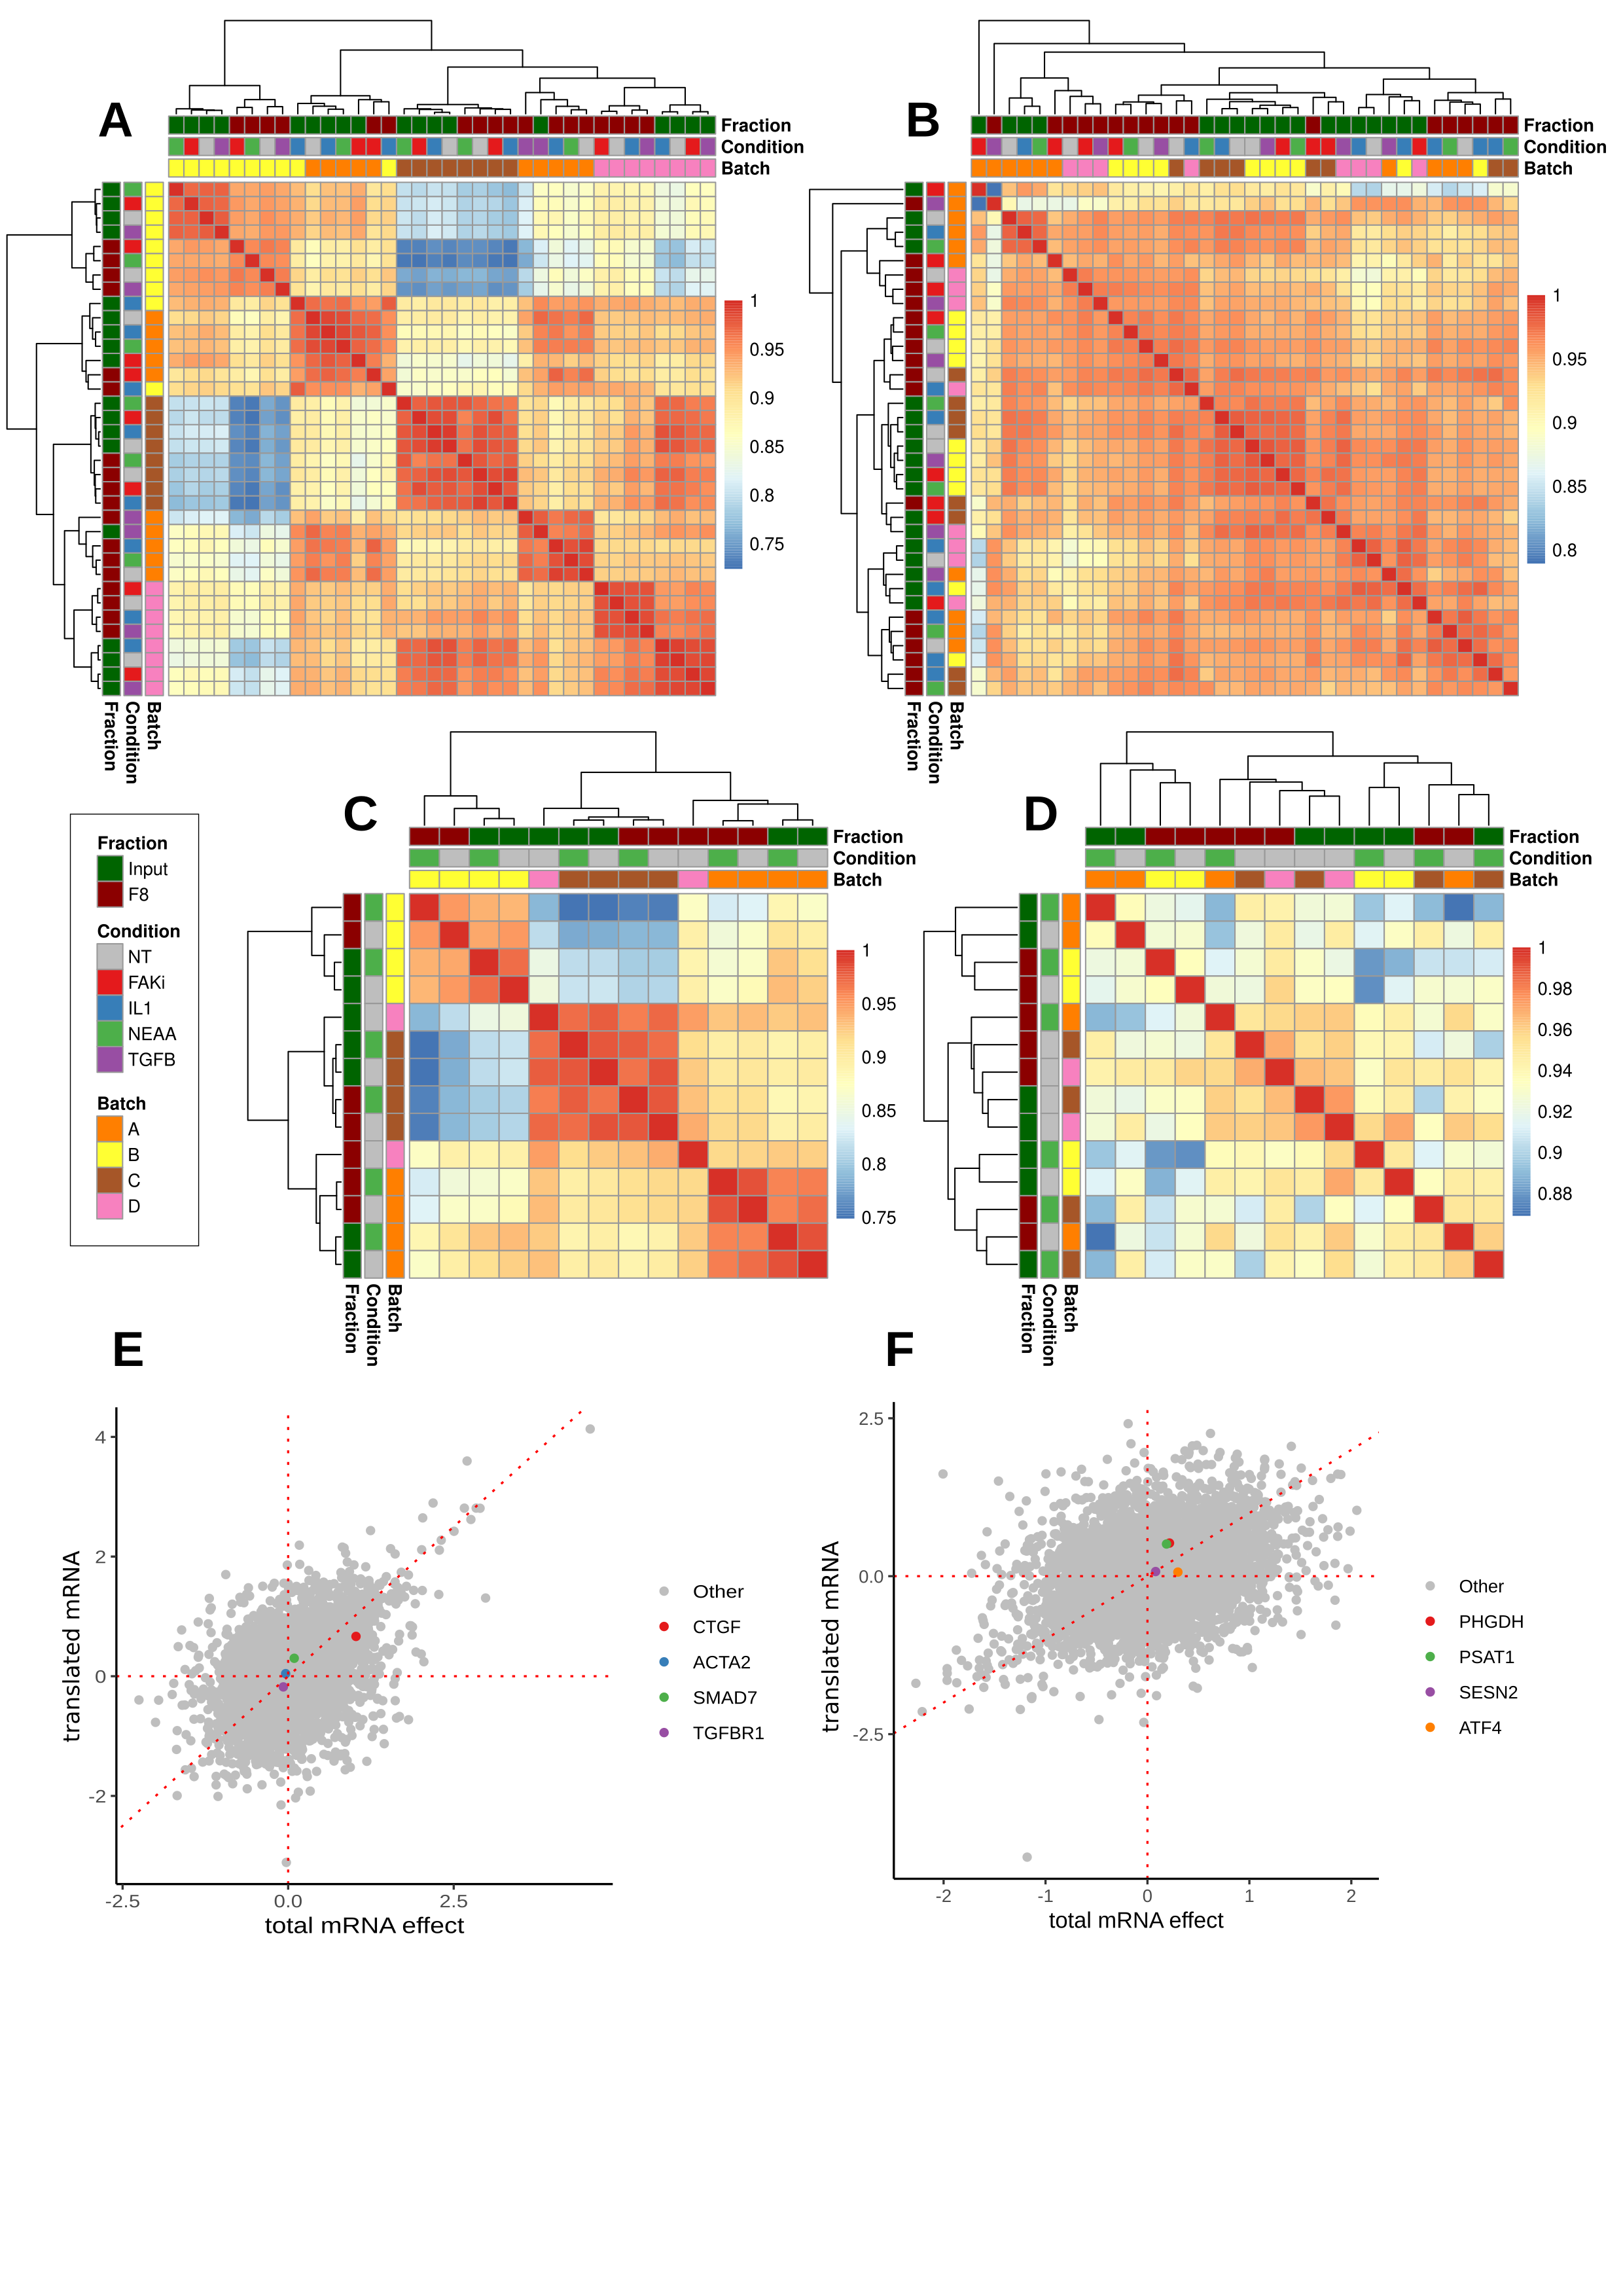 A
Fraction
Condition
Batch
1
0.95
0.9
0.85
0.8
0.75
Fraction
Condition
Batch
B
Fraction
Condition
Batch
1
0.95
0.9
0.85
0.8
Fraction
Condition
Batch
Fraction
Input
F8
Condition
NT
FAKi
IL1
NEAA
TGFB
Batch
A
B
C
D
C
Fraction
Condition
Batch
1
0.95
0.9
0.85
0.8
0.75
Fraction
Condition
Batch
D
Fraction
Condition
Batch
1
0.98
0.96
0.94
0.92
0.9
0.88
Fraction
Condition
Batch
E
translated mRNA
4
2
0
-2
-2.5
0.0
2.5
total mRNA effect
Other
CTGF
ACTA2
SMAD7
TGFBR1
F
translated mRNA
2.5
0.0
-2.5
-2
-1
0
1
2
total mRNA effect
Other
PHGDH
PSAT1
SESN2
ATF4